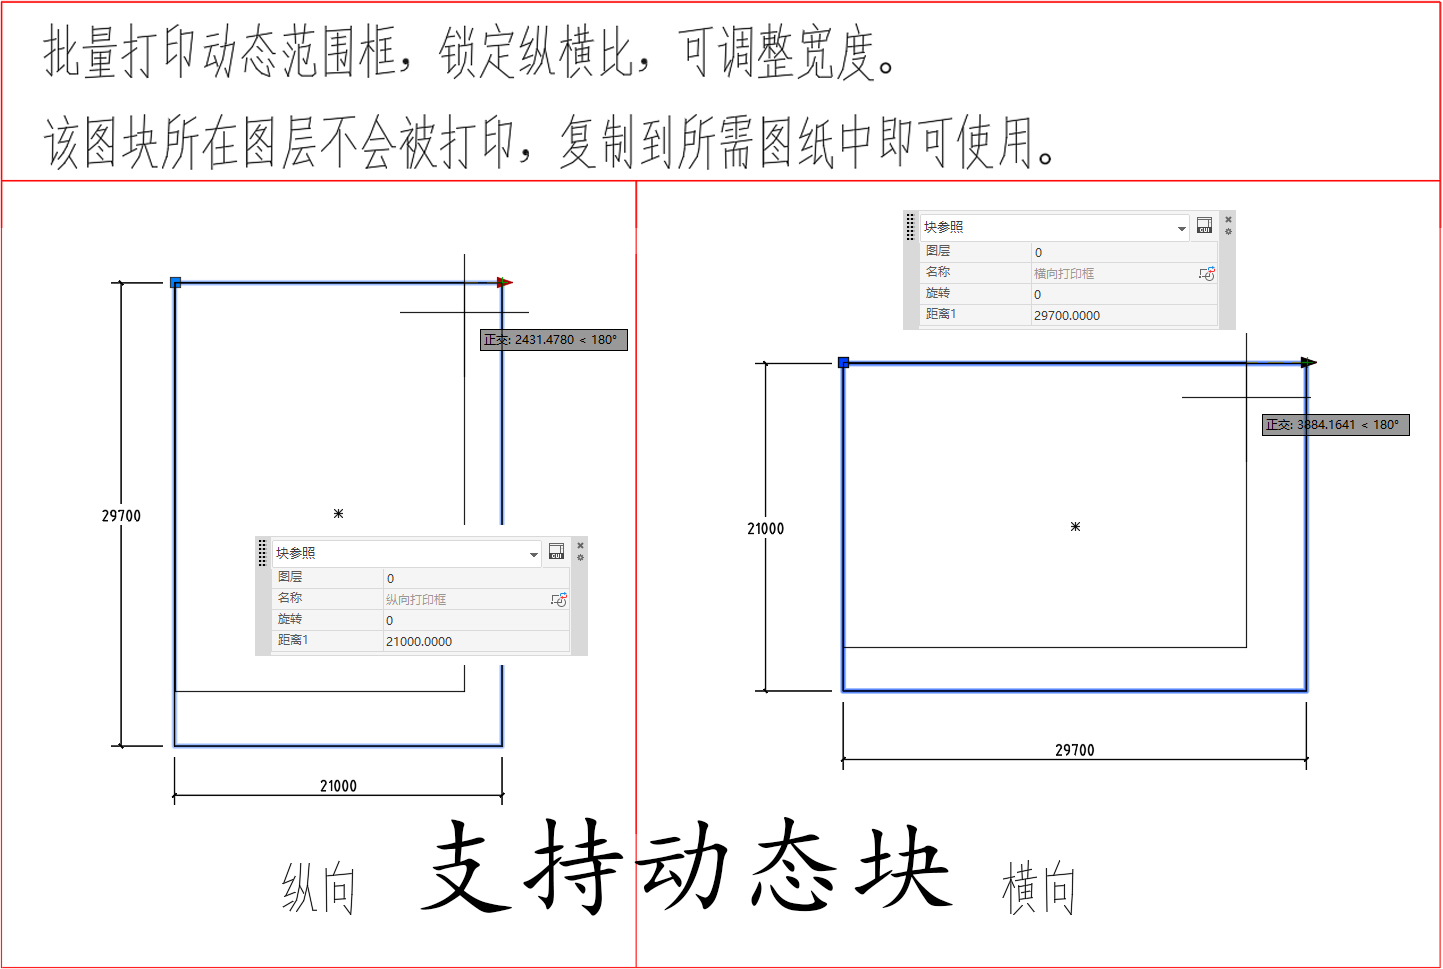 批量打印动态范围框，锁定纵横比，可调整宽度。
该图块所在图层不会被打印，复制到所需图纸中即可使用。
正交: 2431.4780 < 180°
29700
块参照
图层 0
名称 纵向打印框
旋转 0
距离1 21000.0000
21000
纵向
块参照
图层 0
名称 横向打印框
旋转 0
距离1 29700.0000
正交: 3884.1641 < 180°
21000
29700
支持动态块
横向